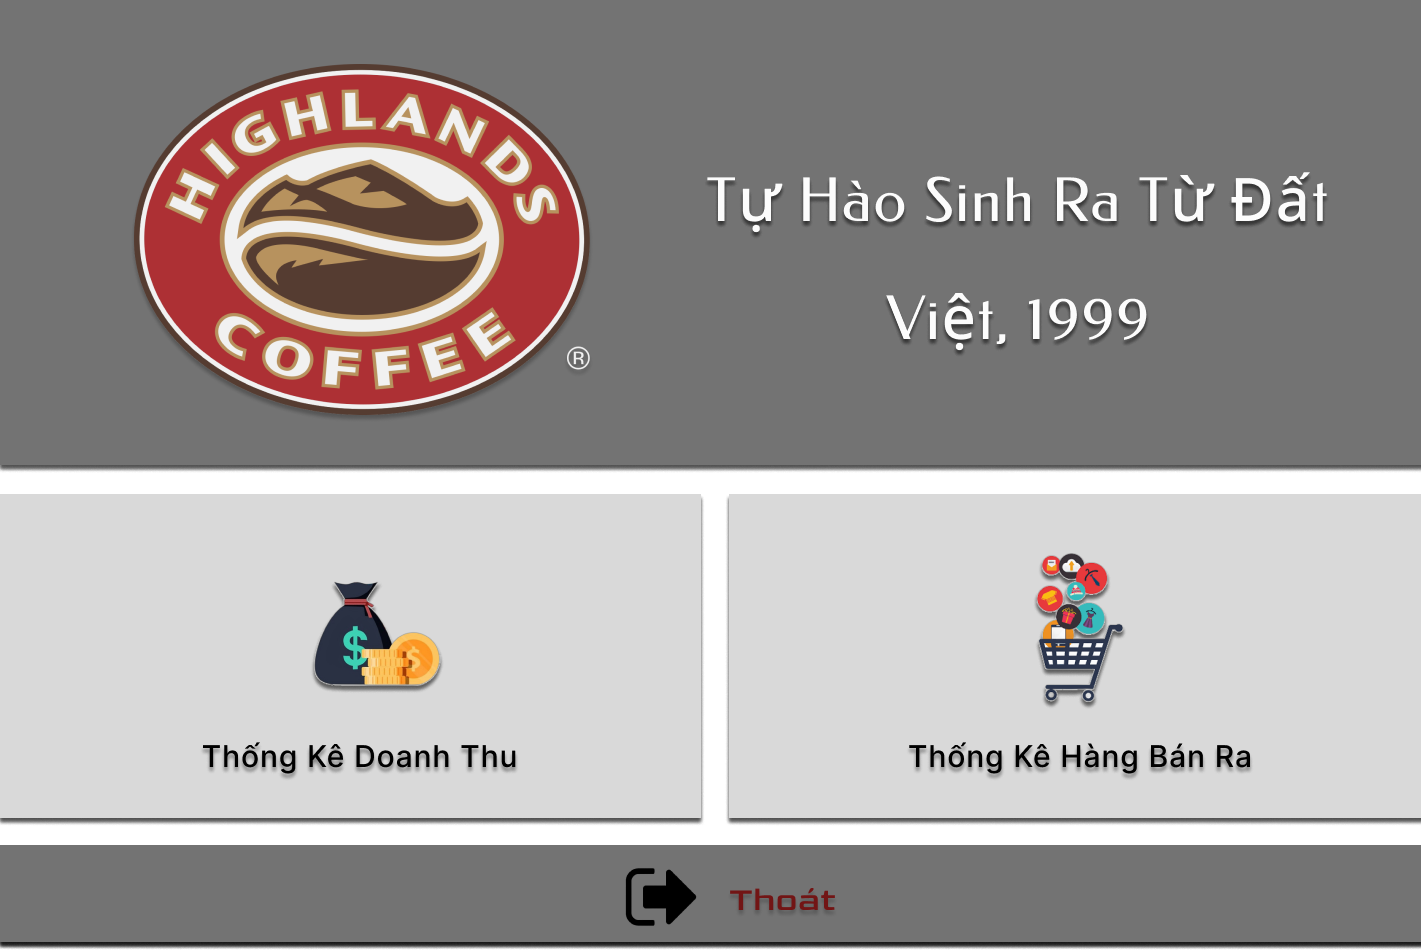 HIGHLANDS
COFFEE
®
Tự Hào Sinh Ra Từ Đất
Việt, 1999
$
$
Thống Kê Doanh Thu
Thống Kê Hàng Bán Ra
Thoát